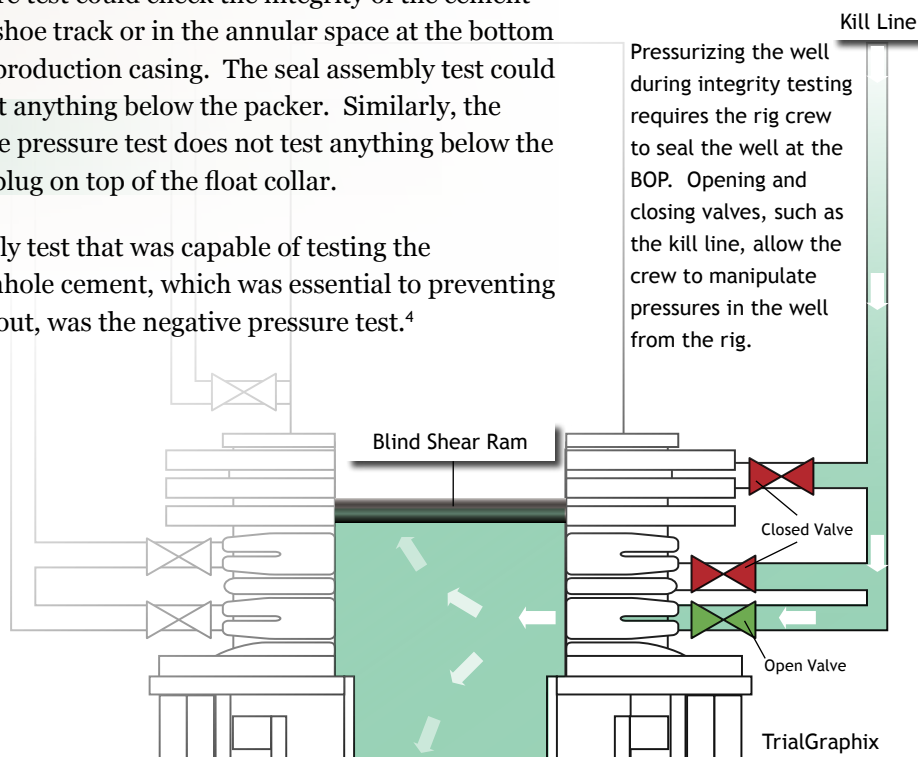 re test could check the integrity of the cement
shoe track or in the annular space at the bottom
production casing. The seal assembly test could
t anything below the packer. Similarly, the
e pressure test does not test anything below the
plug on top of the float collar.
ly test that was capable of testing the
nhole cement, which was essential to preventing
out, was the negative pressure test.⁴
Kill Line
Pressurizing the well
during integrity testing
requires the rig crew
to seal the well at the
BOP. Opening and
closing valves, such as
the kill line, allow the
crew to manipulate
pressures in the well
from the rig.
Blind Shear Ram
Closed Valve
Open Valve
TrialGraphix